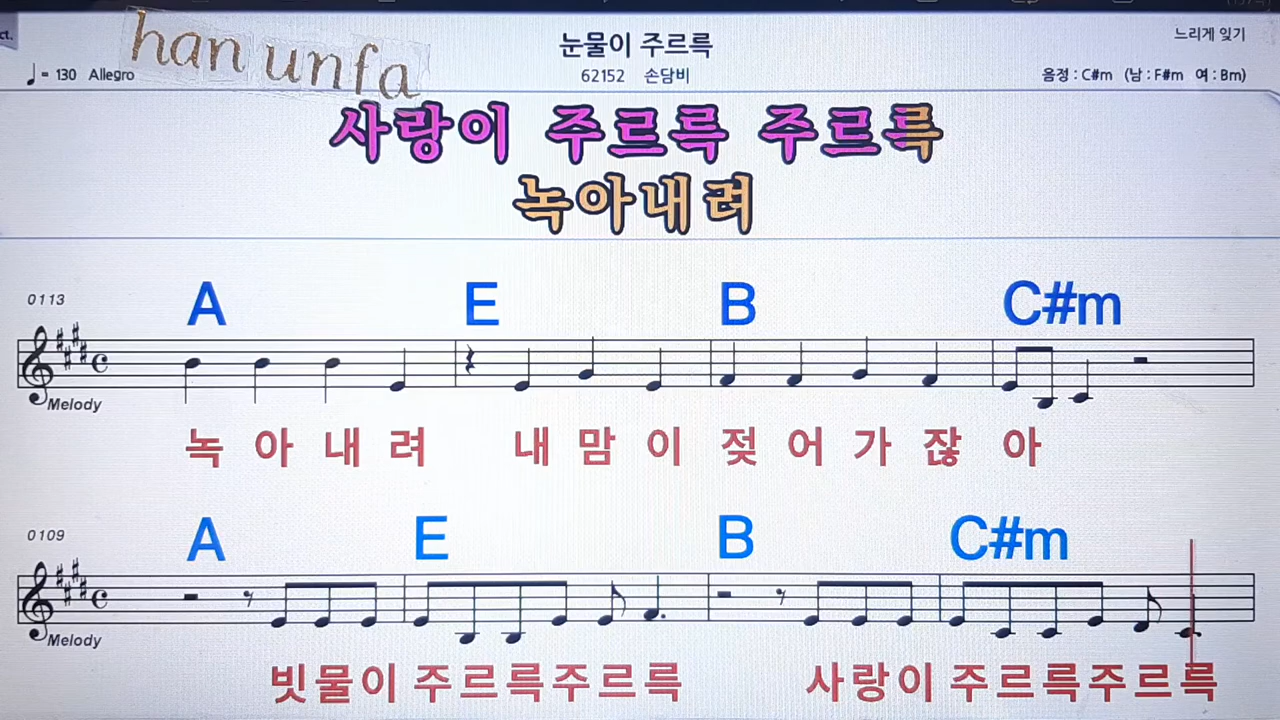 ct.
han unfa
눈물이 주르륵
느리게 잊기
= 130 Allegro
62152 손담비
음정 : C#m (남 : F#m 여 : Bm)
사랑이 주르륵 주르륵
녹아내려
0113
A E B C#m
Melody
녹 아 내 려 내 맘 이 젖 어 가 잖 아
0109
A E B C#m
Melody
빗물이 주르륵주르륵 사랑이 주르륵주르륵